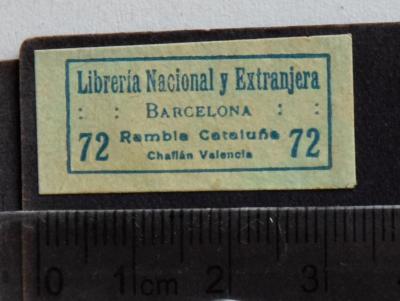 Librería Nacional y Extranjera
: : BARCELONA : :
72 Rambla Cataluña 72
Chaflán Valencia
0 1 cm 2 3